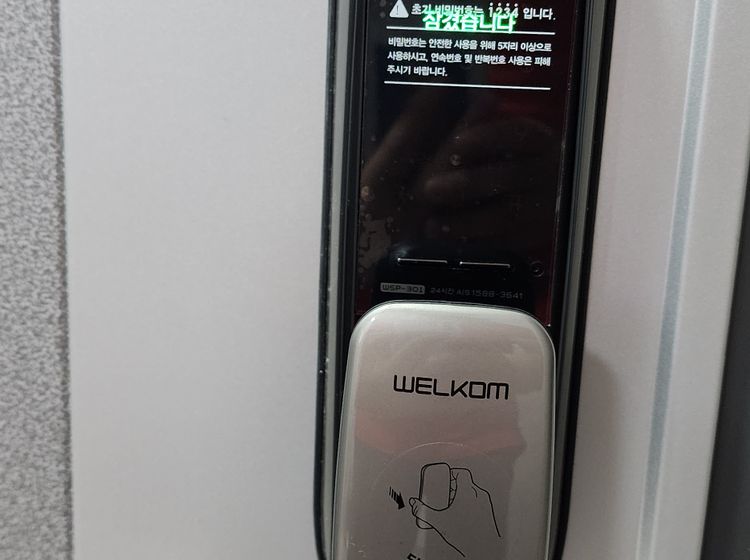 초기 비밀번호는 1234 입니다.
잠겼습니다
비밀번호는 안전한 사용을 위해 5자리 이상으로
사용하시고, 연속번호 및 반복번호 사용은 피해
주시기 바랍니다.
WSP-301 24시간 A/S 1588-3641
WELKOM